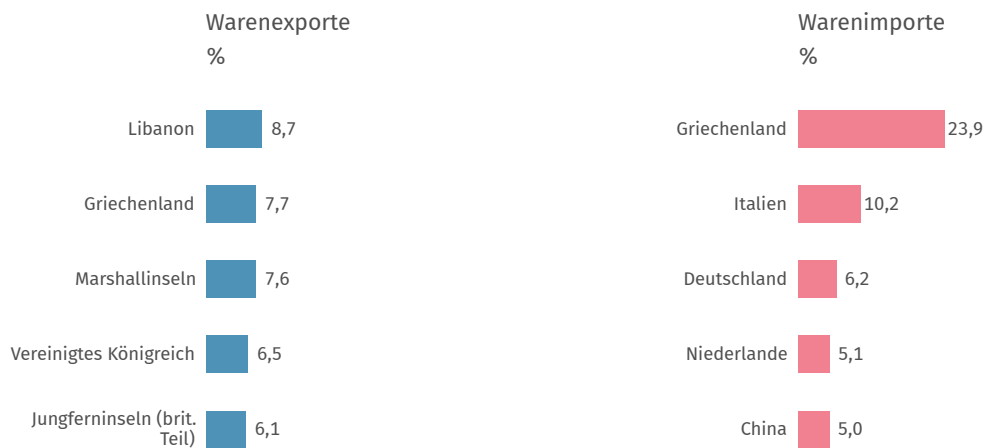 Warenexporte
%
Libanon 8,7
Griechenland 7,7
Marshallinseln 7,6
Vereinigtes Königreich 6,5
Jungferninseln (brit.
Teil) 6,1
Warenimporte
%
Griechenland 23,9
Italien 10,2
Deutschland 6,2
Niederlande 5,1
China 5,0